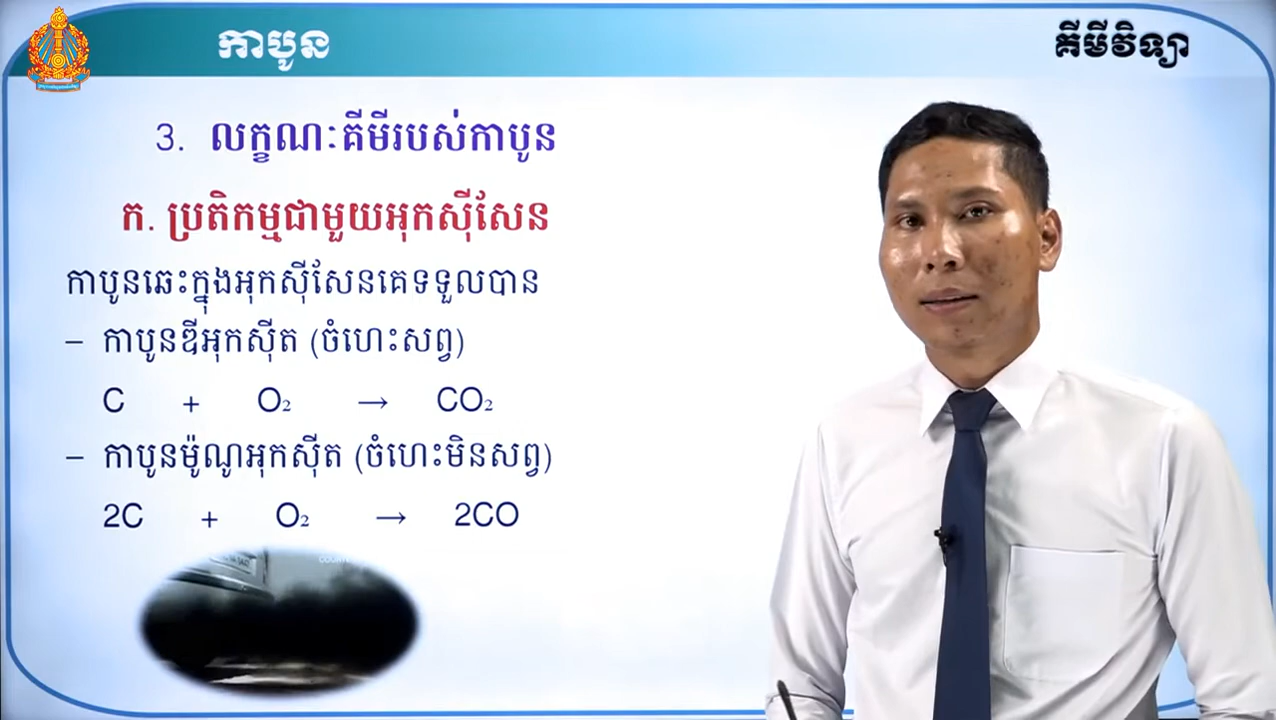 កាបូន
គីមីវិទ្យា
3. លក្ខណៈគីមីរបស់កាបូន
ក. ប្រតិកម្មជាមួយអុកស៊ីសែន
កាបូនឆេះក្នុងអុកស៊ីសែនគេទទួលបាន
– កាបូនឌីអុកស៊ីត (ចំហេះសព្វ)
C + O₂ → CO₂
– កាបូនម៉ូណូអុកស៊ីត (ចំហេះមិនសព្វ)
2C + O₂ → 2CO